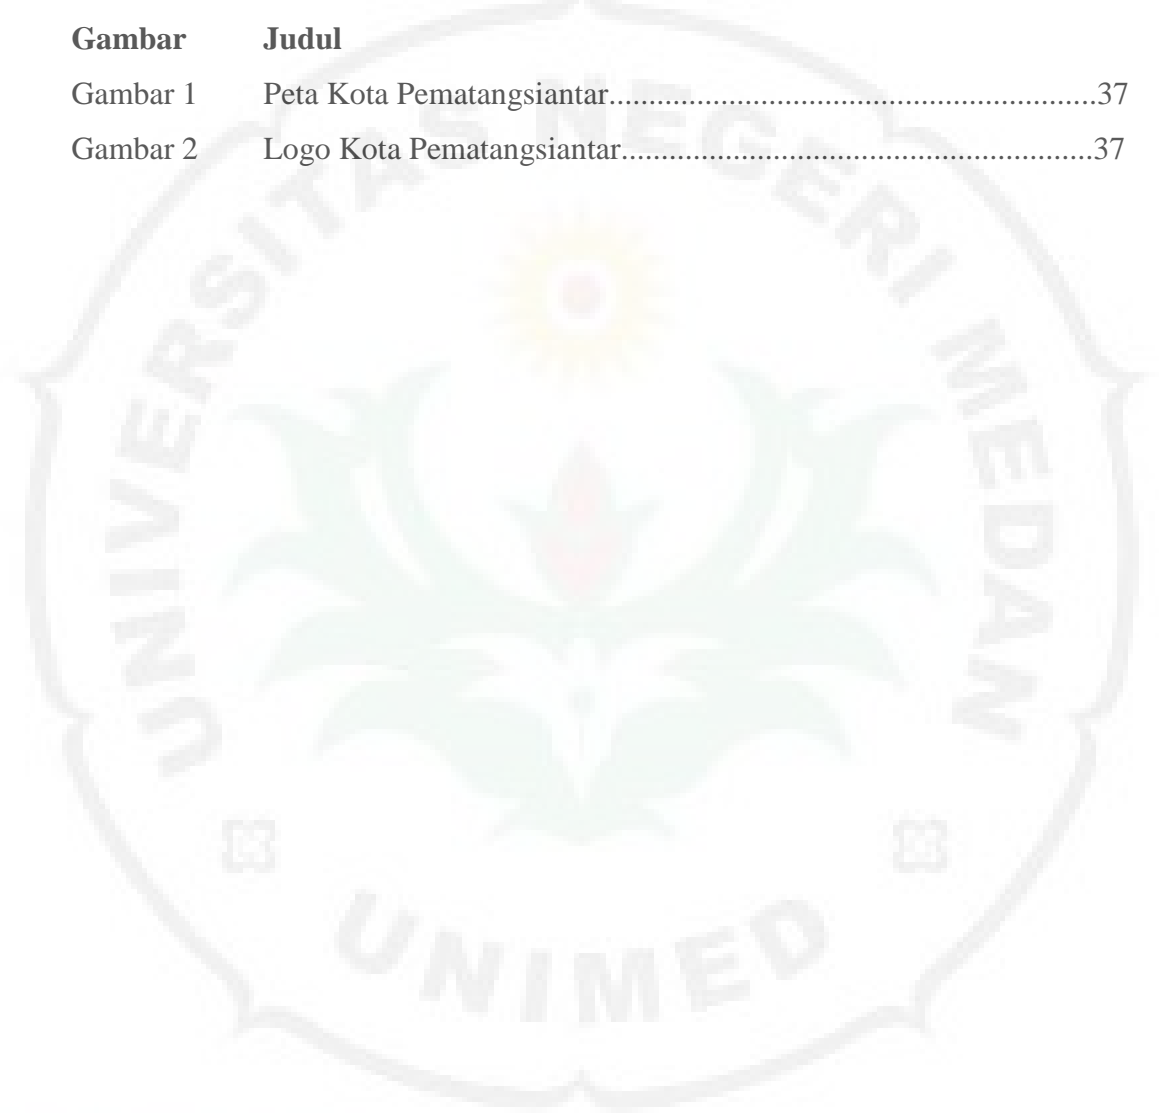 Gambar Judul
Gambar 1 Peta Kota Pematangsiantar.............................................................37
Gambar 2 Logo Kota Pematangsiantar...........................................................37
UNIVERSITAS NEGERI MEDAN
UNIMED